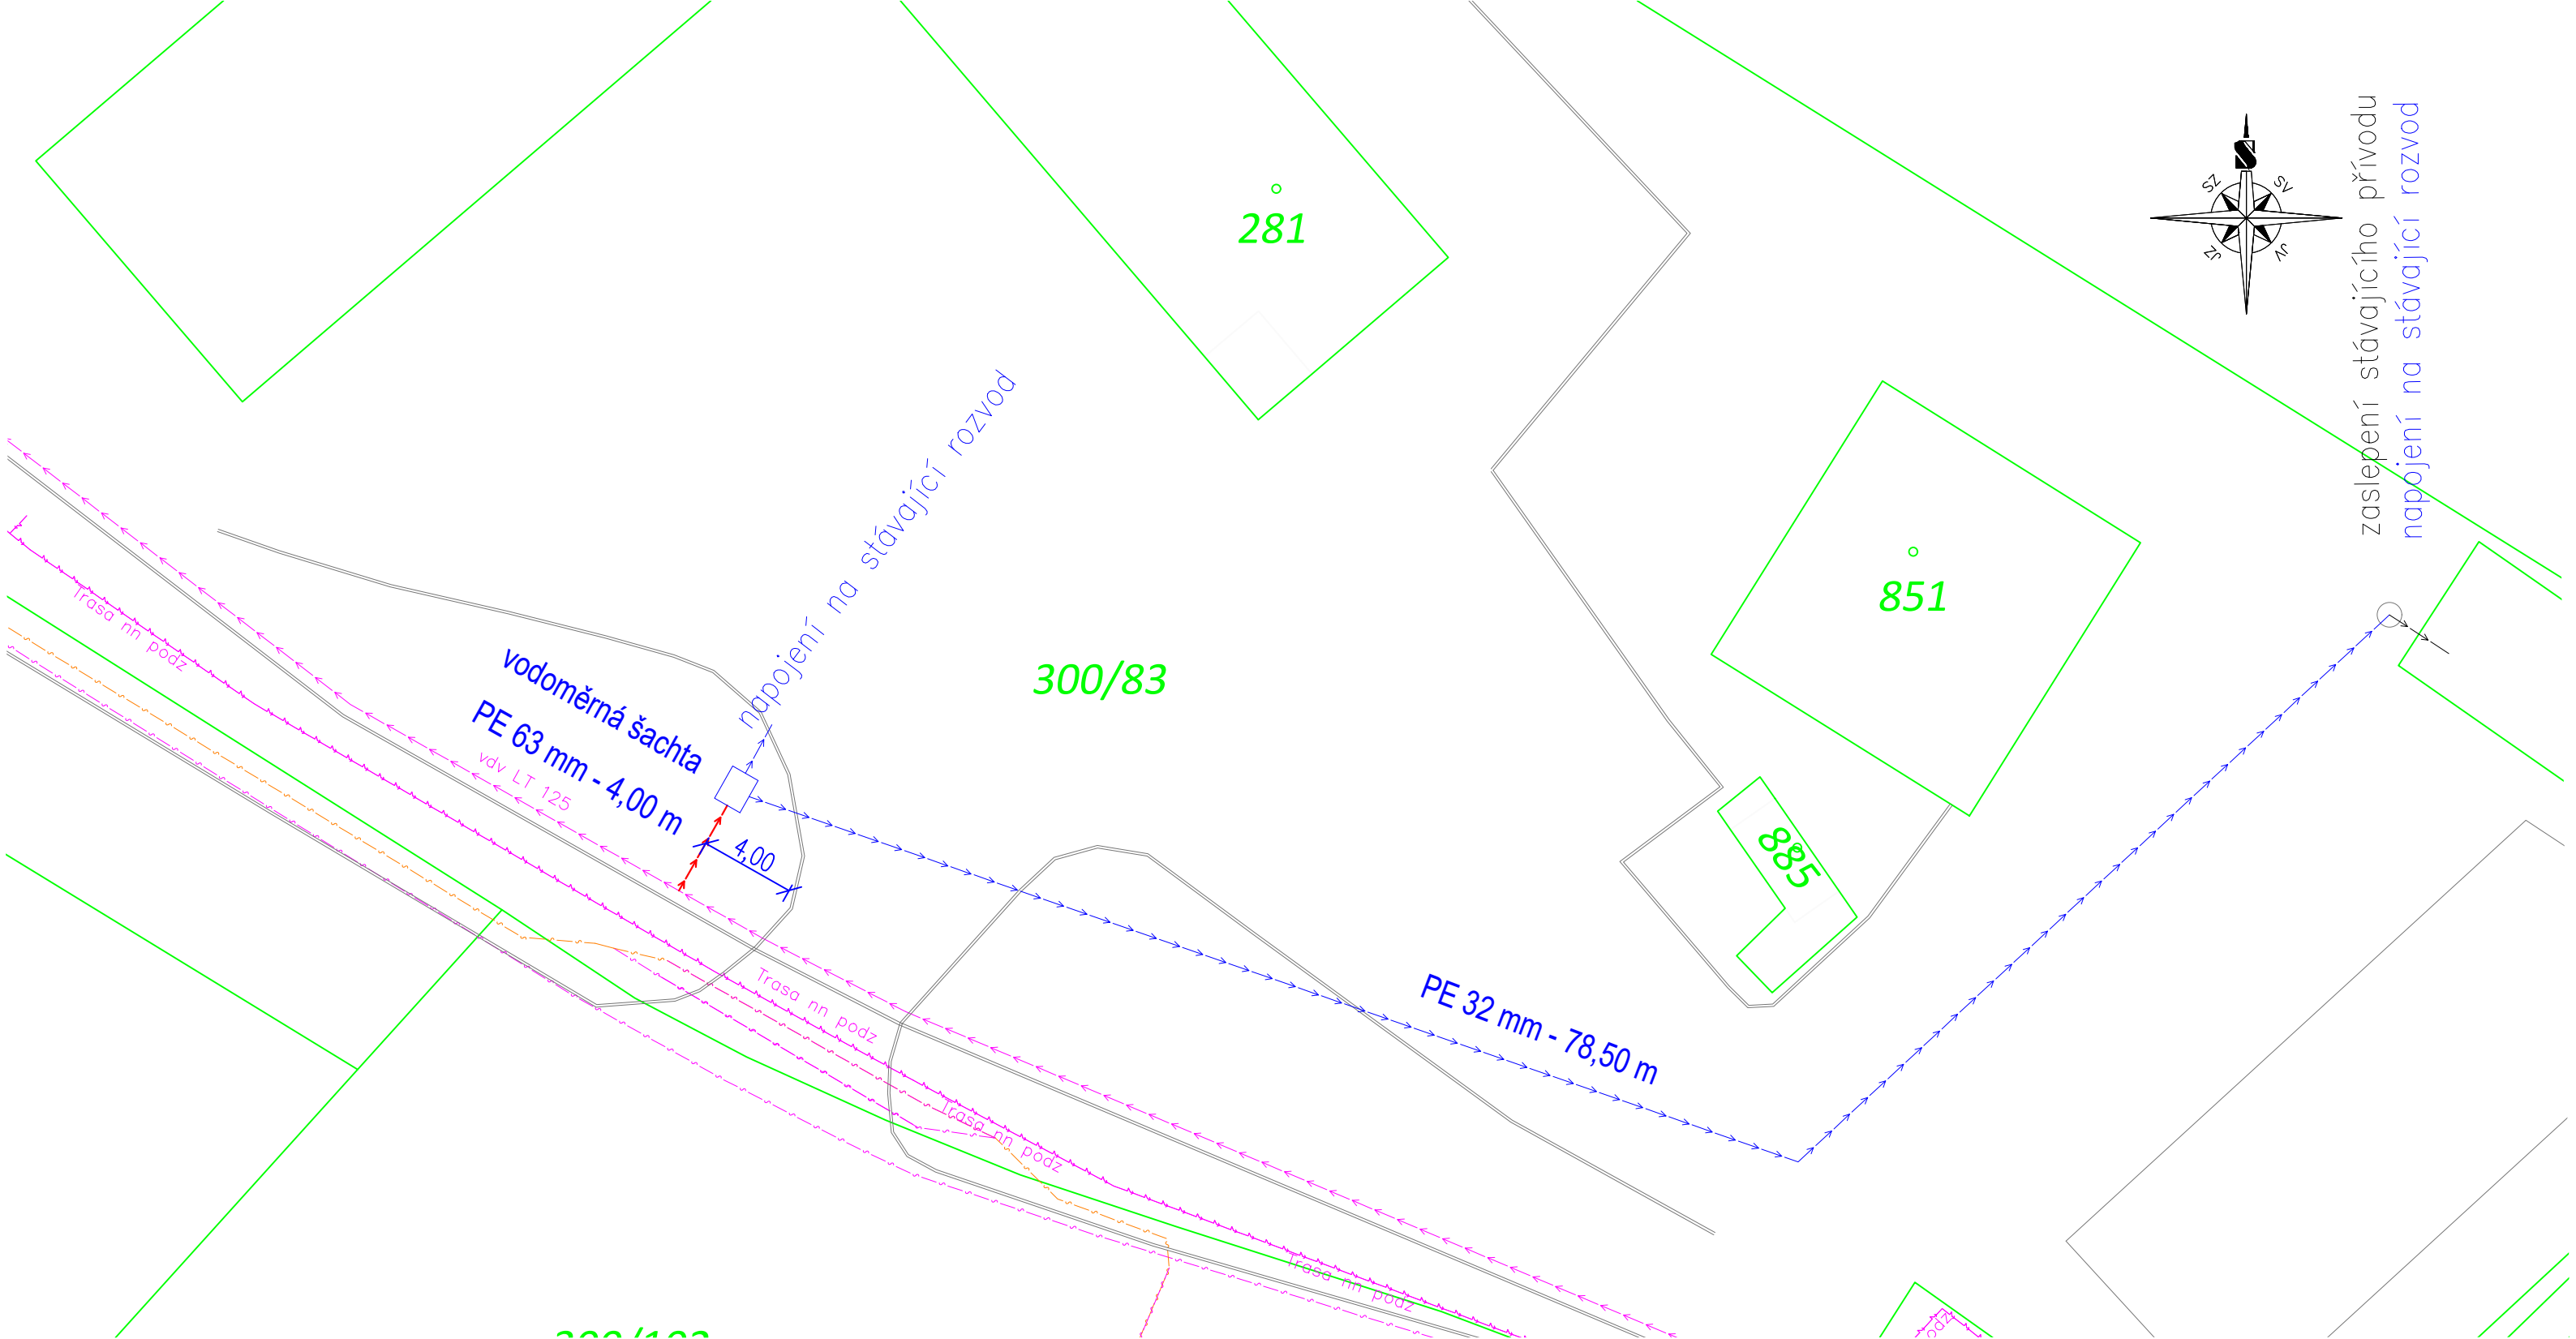 281
S
SZ
SV
JZ
JV
zaslepení stávajícího přívodu
napojení na stávající rozvod
napojení na stávající rozvod
851
Trasa nn podz
vodoměrná šachta
300/83
PE 63 mm - 4,00 m
vdv LT 125
4,00
885
Trasa nn podz
PE 32 mm - 78,50 m
Trasa nn podz
Trasa nn podz